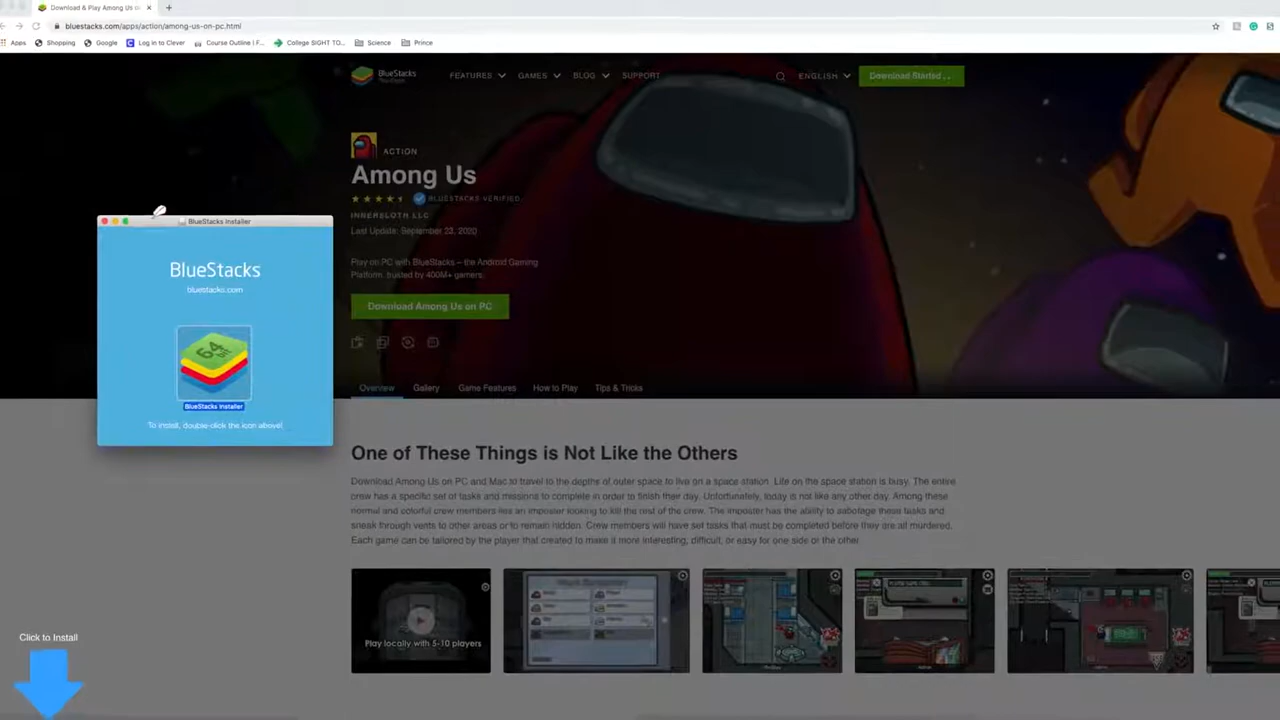 Download & Play Among Us o
bluestacks.com/apps/action/among-us-on-pc.html
Apps Shopping Google Log in to Clever Course Outline | F... College SIGHT TO... Science Prince
BlueStacks FEATURES GAMES BLOG SUPPORT ENGLISH Download Started . .
ACTION
Among Us
BLUESTACKS VERIFIED
INNERSLOTH LLC
Last Update: September 23, 2020
Play on PC with BlueStacks – the Android Gaming
Platform, trusted by 400M+ gamers.
Download Among Us on PC
BlueStacks Installer
BlueStacks
bluestacks.com
64 bit
BlueStacks Installer
To install, double-click the icon above!
Overview Gallery Game Features How to Play Tips & Tricks
One of These Things is Not Like the Others
Download Among Us on PC and Mac to travel to the depths of outer space to live on a space station. Life on the space station is busy. The entire
crew has a specific set of tasks and missions to complete in order to finish their day. Unfortunately, today is not like any other day. Among these
normal and colorful crew members lies an imposter looking to kill the rest of the crew. The imposter has the ability to sabotage these tasks and
sneak through vents to other areas or to remain hidden. Crew members will have set tasks that must be completed before they are all murdered.
Each game can be tailored by the player that created to make it more interesting, difficult, or easy for one side or the other.
Play locally with 5-10 players
Click to Install